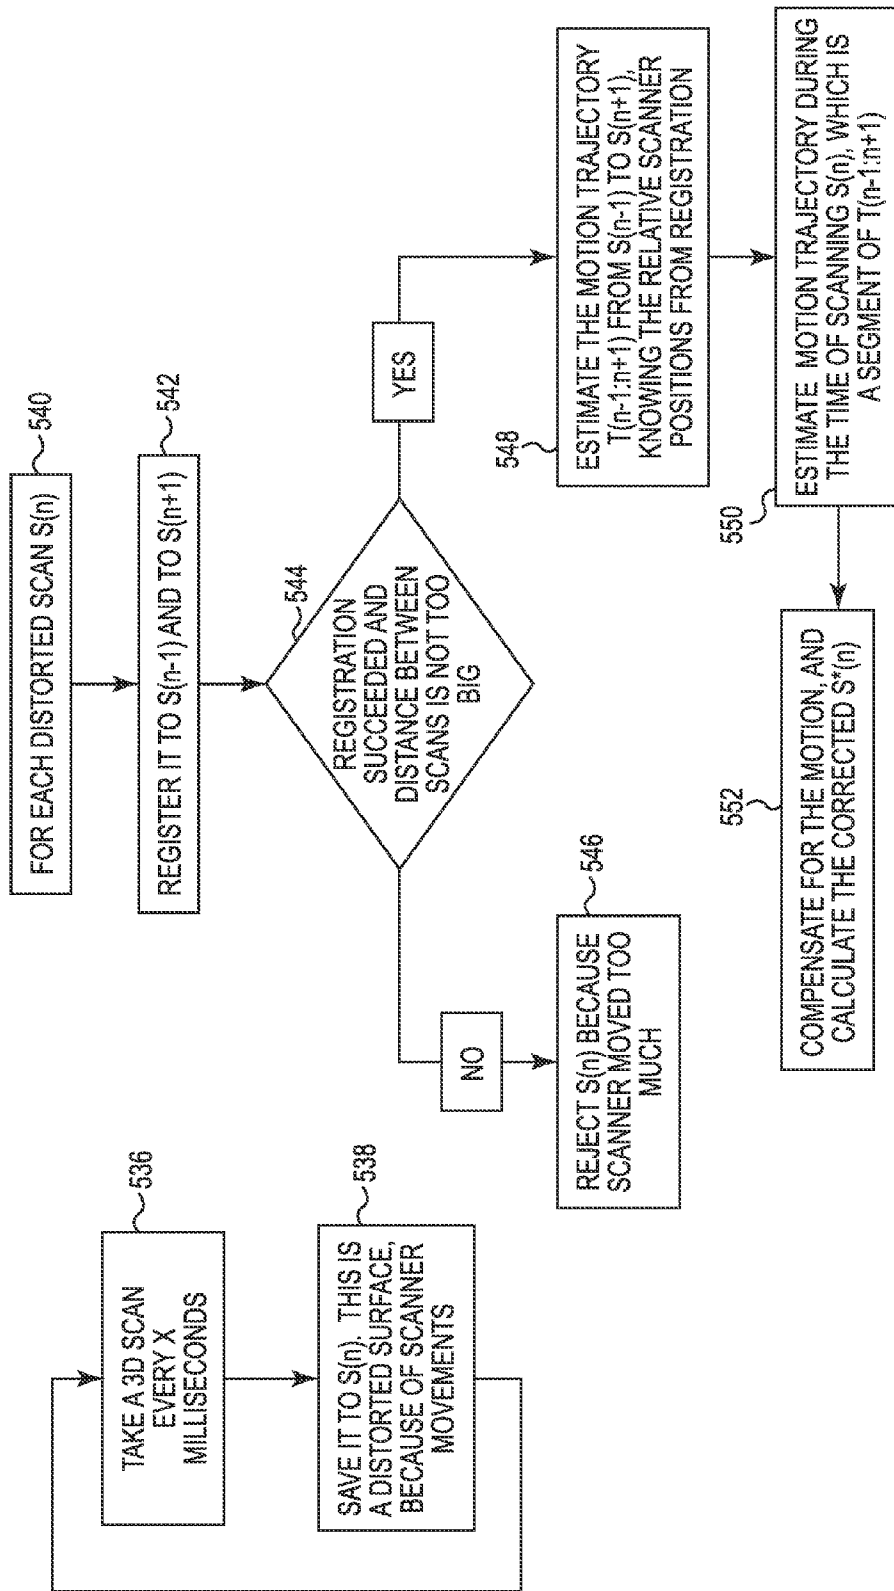 536
TAKE A 3D SCAN
EVERY X
MILLISECONDS
538
SAVE IT TO S(n). THIS IS
A DISTORTED SURFACE,
BECAUSE OF SCANNER
MOVEMENTS
540
FOR EACH DISTORTED SCAN S(n)
542
REGISTER IT TO S(n-1) AND TO S(n+1)
544
REGISTRATION
SUCCEEDED AND
DISTANCE BETWEEN
SCANS IS NOT TOO
BIG
NO
546
REJECT S(n) BECAUSE
SCANNER MOVED TOO
MUCH
YES
548
ESTIMATE THE MOTION TRAJECTORY
T(n-1:n+1) FROM S(n-1) TO S(n+1),
KNOWING THE RELATIVE SCANNER
POSITIONS FROM REGISTRATION
550
ESTIMATE MOTION TRAJECTORY DURING
THE TIME OF SCANNING S(n), WHICH IS
A SEGMENT OF T(n-1:n+1)
552
COMPENSATE FOR THE MOTION, AND
CALCULATE THE CORRECTED S*(n)